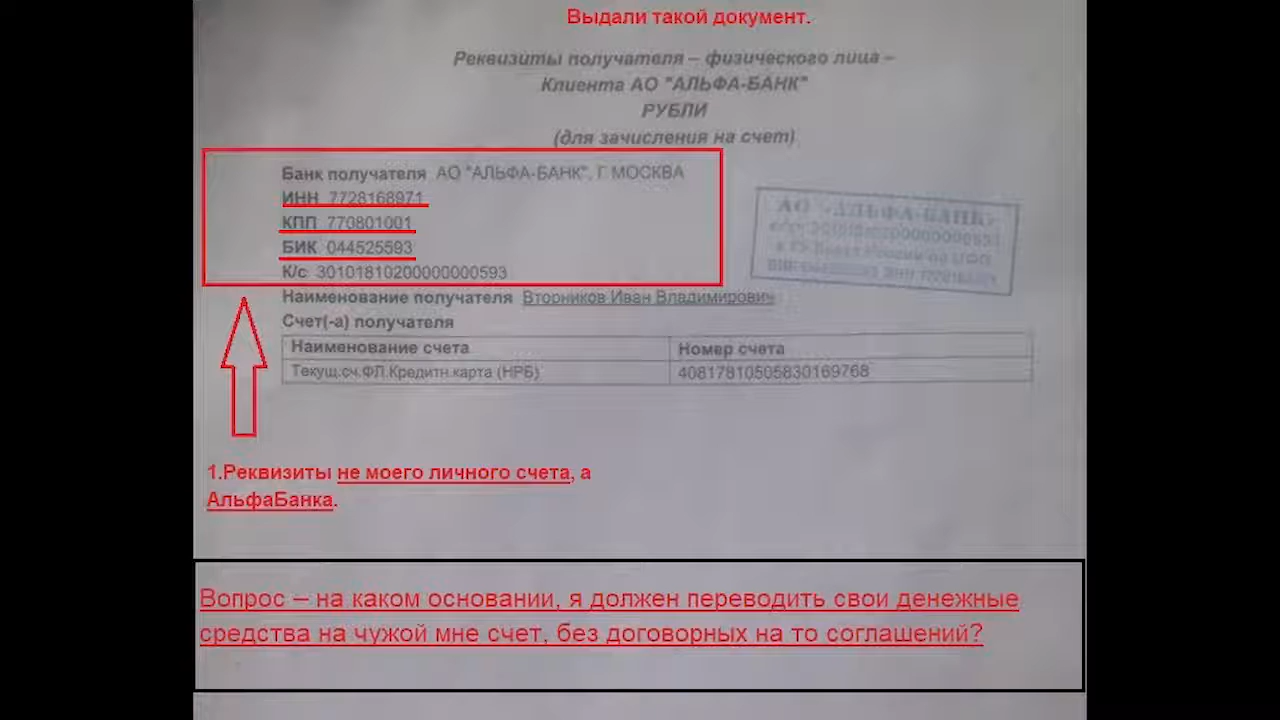 Выдали такой документ.
Реквизиты получателя – физического лица –
Клиента АО "АЛЬФА-БАНК"
РУБЛИ
(для зачисления на счет)
Банк получателя АО "АЛЬФА-БАНК", Г МОСКВА
ИНН 7728168971
КПП 770801001
БИК 044525593
К/с 30101810200000000593
АО «АЛЬФА-БАНК»
Наименование получателя Вторников Иван Владимирович
Счет(-а) получателя
Наименование счета Номер счета
Текущ.сч.ФЛ.Кредитн.карта (НРБ) 40817810505830169768
1.Реквизиты не моего личного счета, а
АльфаБанка.
Вопрос – на каком основании, я должен переводить свои денежные
средства на чужой мне счет, без договорных на то соглашений?